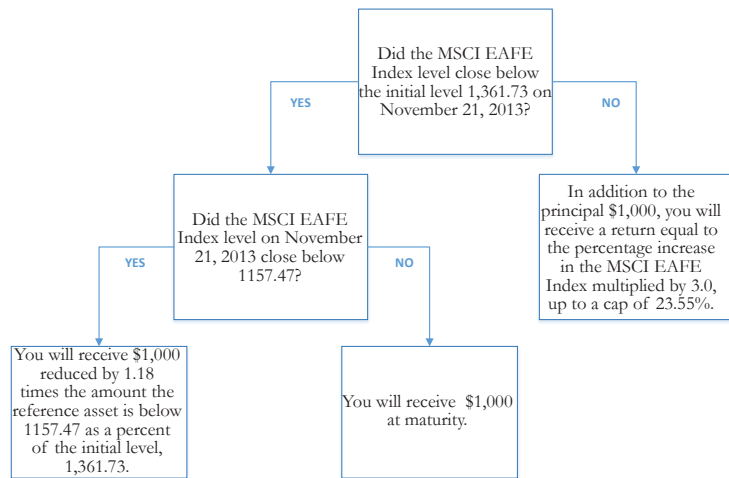 Did the MSCI EAFE
Index level close below
the initial level 1,361.73 on
November 21, 2013?
YES
NO
Did the MSCI EAFE
Index level on November
21, 2013 close below
1157.47?
In addition to the
principal $1,000, you will
receive a return equal to
the percentage increase
in the MSCI EAFE
Index multiplied by 3.0,
up to a cap of 23.55%.
YES
NO
You will receive $1,000
reduced by 1.18
times the amount the
reference asset is below
1157.47 as a percent
of the initial level,
1,361.73.
You will receive $1,000
at maturity.